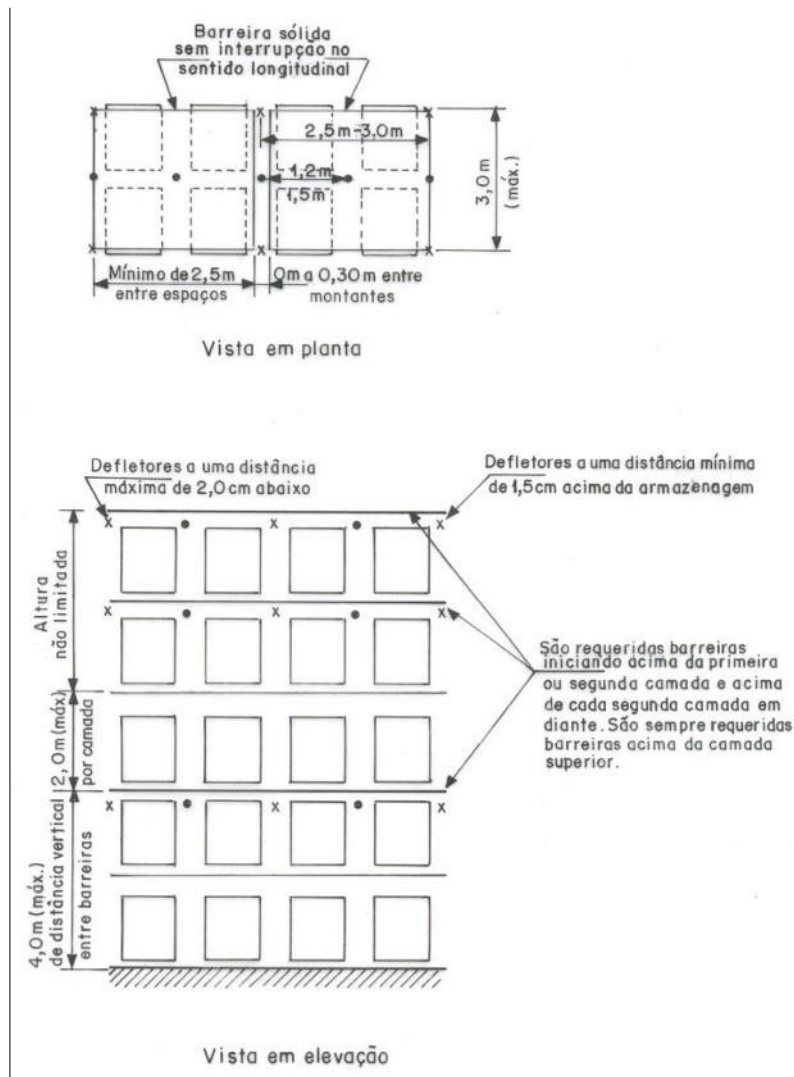 Barreira sólida
sem interrupção no
sentido longitudinal
2,5m-3,0m
1,2m
1,5m
3,0m
(máx.)
Mínimo de 2,5m
entre espaços
0m a 0,30m entre
montantes
Vista em planta
Defletores a uma distância
máxima de 2,0cm abaixo
Defletores a uma distância mínima
de 1,5cm acima da armazenagem
Altura
não limitada
2,0m (máx)
por camada
4,0m (máx.)
de distância vertical
entre barreiras
São requeridas barreiras
iniciando ácima da primeira
ou segunda camada e acima
de cada segunda camada em
diante. São sempre requeridas
barreiras acima da camada
superior.
Vista em elevação